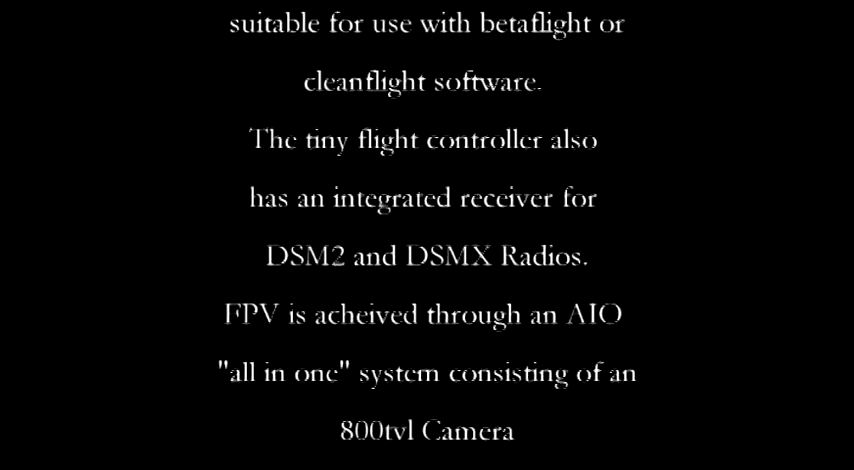 suitable for use with betaflight or
cleanflight software.
The tiny flight controller also
has an integrated receiver for
DSM2 and DSMX Radios.
FPV is acheived through an AIO
"all in one" system consisting of an
800tvl Camera